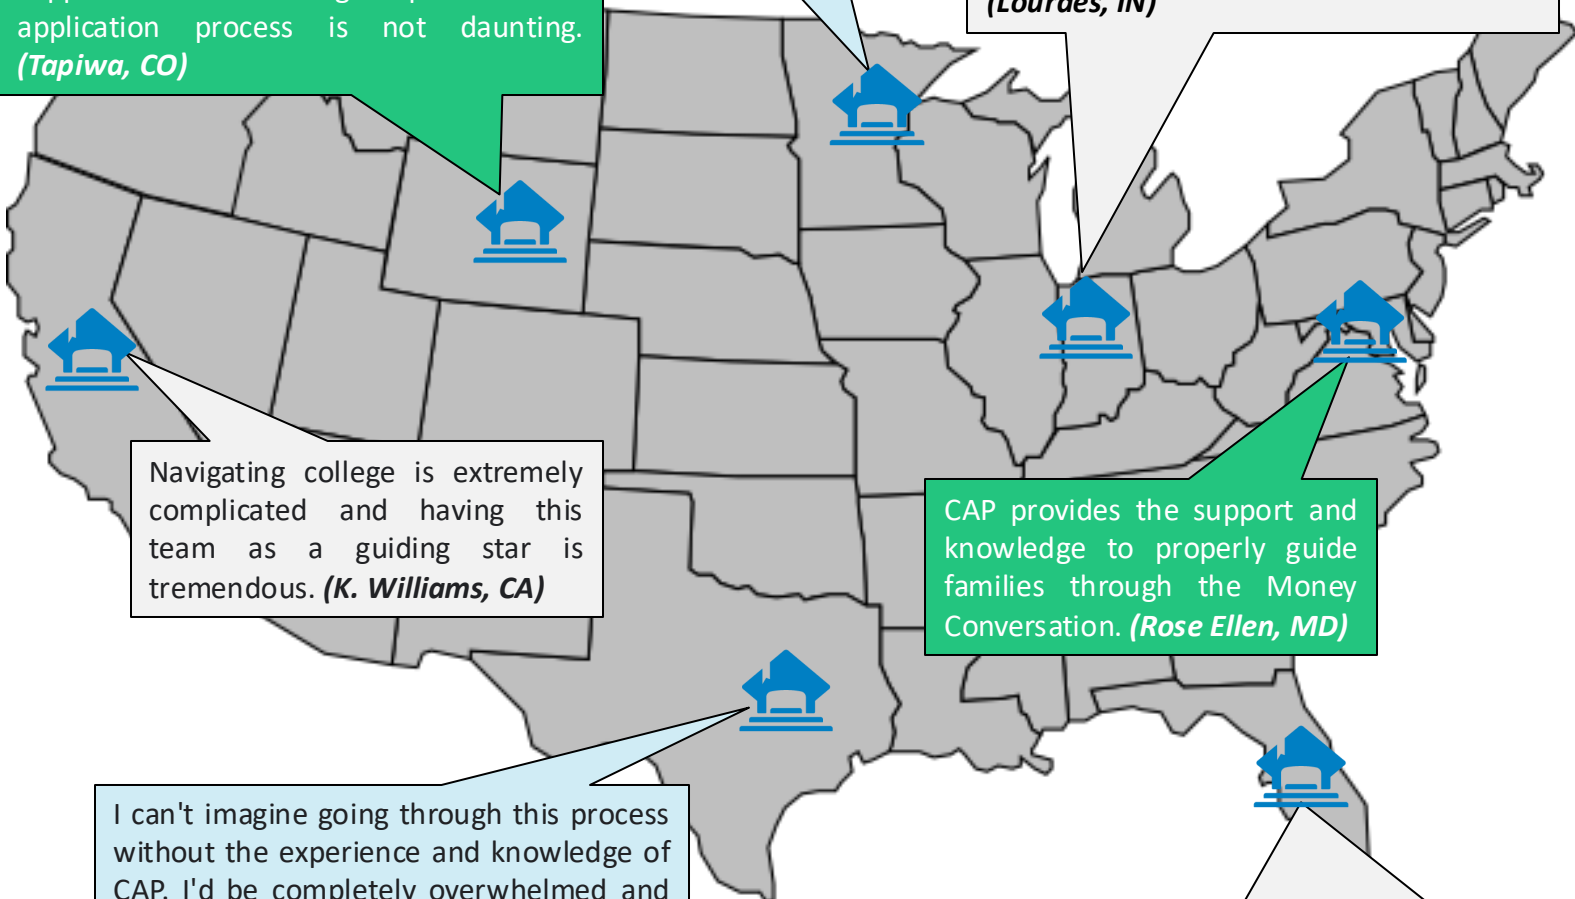 application process is not daunting.
(Tapiwa, CO)
(Lourdes, IN)
Navigating college is extremely
complicated and having this
team as a guiding star is
tremendous. (K. Williams, CA)
CAP provides the support and
knowledge to properly guide
families through the Money
Conversation. (Rose Ellen, MD)
I can't imagine going through this process
without the experience and knowledge of
CAP. I'd be completely overwhelmed and